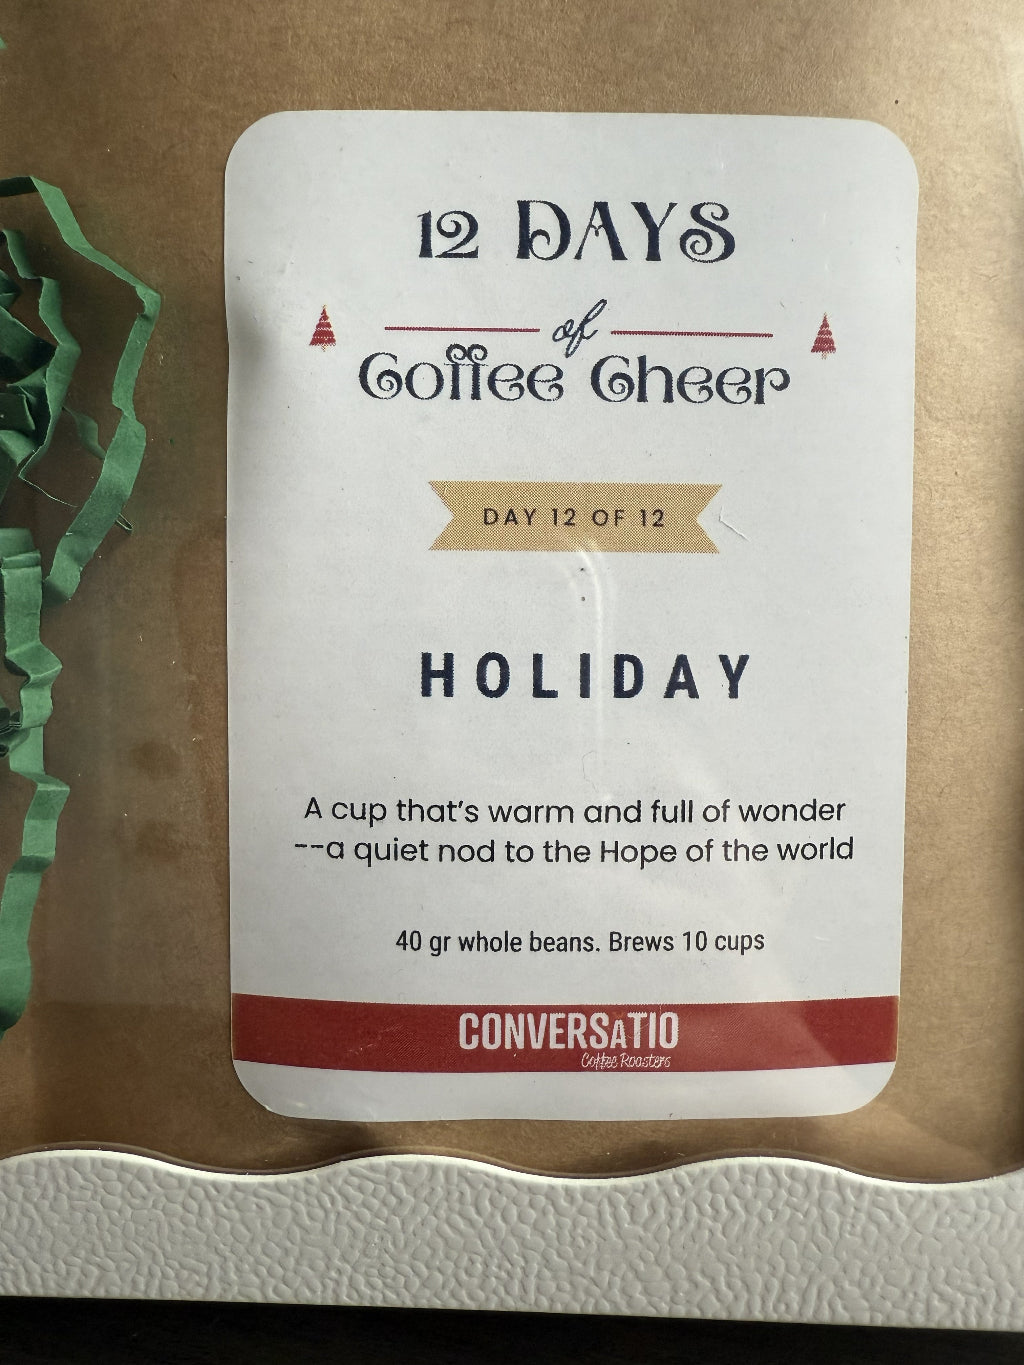 12 DAYS
of
Coffee Cheer
DAY 12 OF 12
HOLIDAY
A cup that's warm and full of wonder
--a quiet nod to the Hope of the world
40 gr whole beans. Brews 10 cups
CONVERSATIO
Coffee Roasters